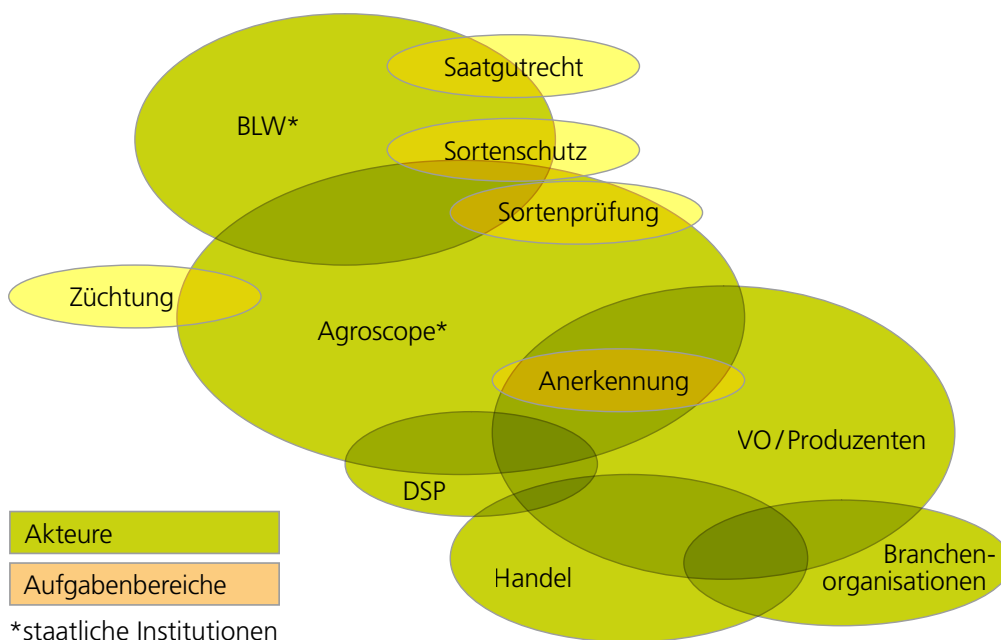 Saatgutrecht
BLW*
Sortenschutz
Sortenprüfung
Züchtung
Agroscope*
Anerkennung
VO / Produzenten
DSP
Handel
Branchen-
organisationen
Akteure
Aufgabenbereiche
*staatliche Institutionen